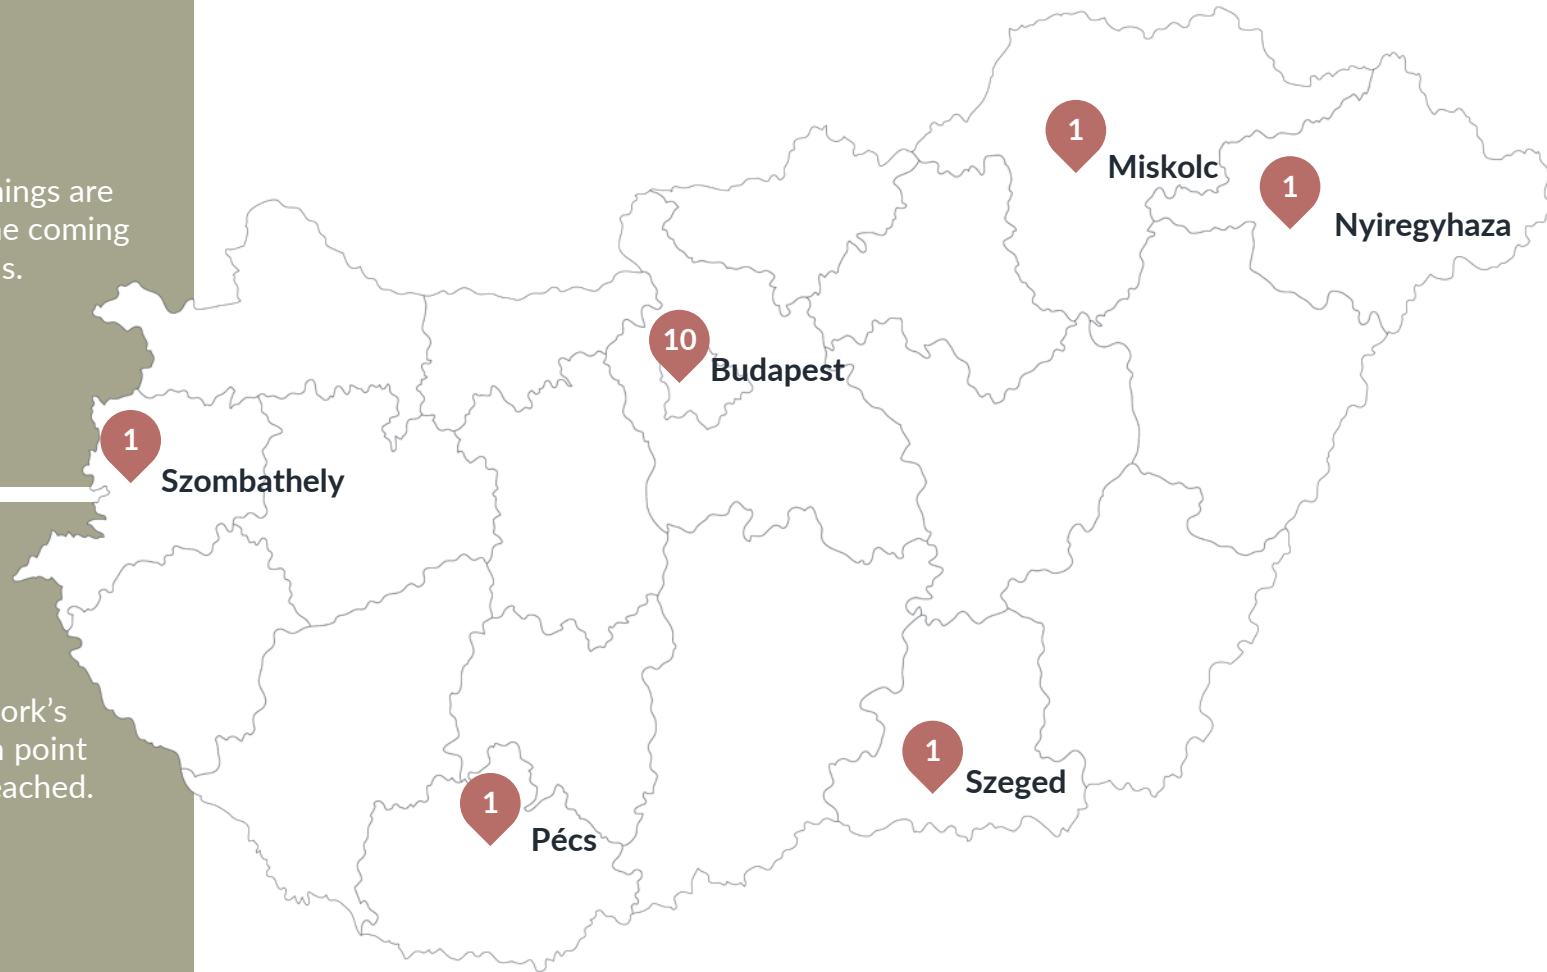 ings are
e coming
s.
1
Miskolc
1
Nyiregyhaza
10
Budapest
1
Szombathely
ork’s
point
ached.
1
Szeged
1
Pécs